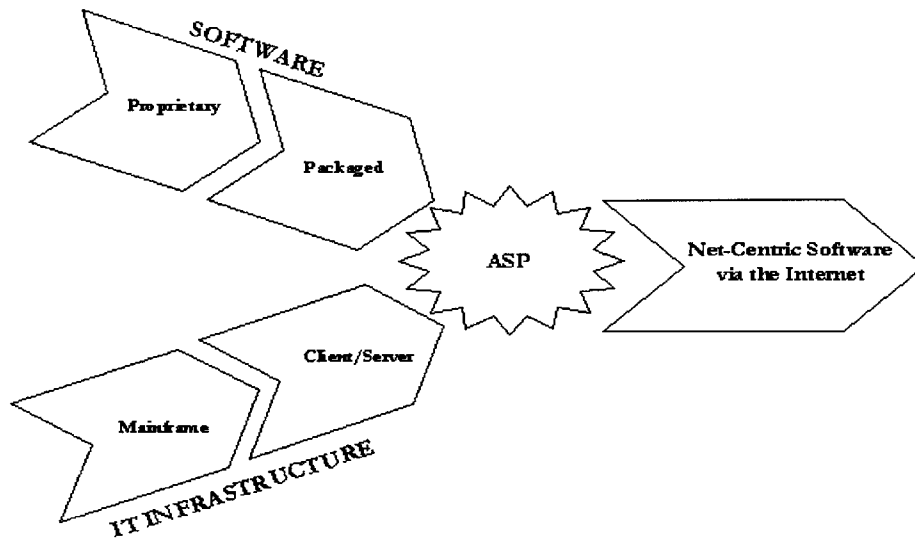 SOFTWARE
Proprietary
Packaged
ASP
Net-Centric Software
via the Internet
Client/Server
Mainframe
IT INFRASTRUCTURE